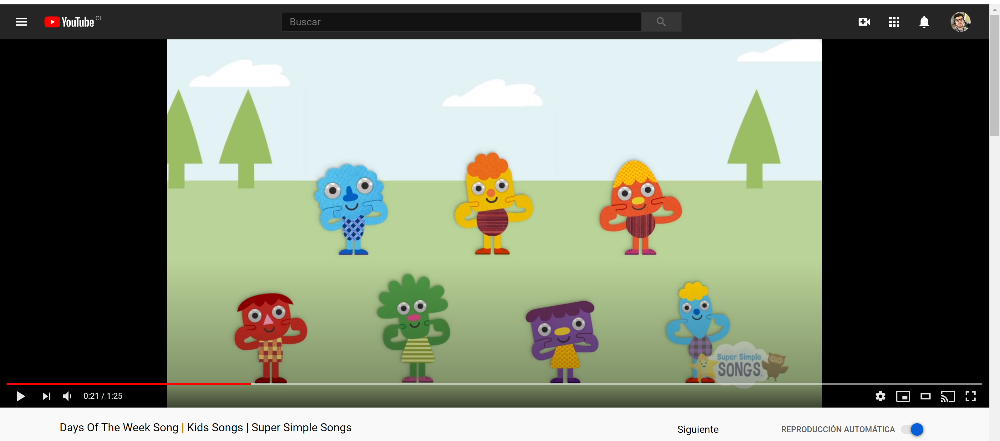 YouTube CL
Buscar
Super Simple
SONGS
0:21 / 1:25
Days Of The Week Song | Kids Songs | Super Simple Songs
Siguiente
REPRODUCCIÓN AUTOMÁTICA